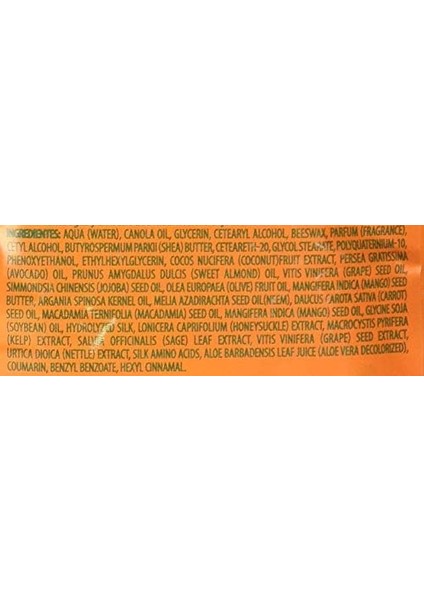 INGREDIENTES: AQUA (WATER), CANOLA OIL, GLYCERIN, CETEARYL ALCOHOL, BEESWAX, PARFUM (FRAGRANCE),
CETYL ALCOHOL, BUTYROSPERMUM PARKII (SHEA) BUTTER, CETEARETH-20, GLYCOL STEARATE, POLYQUATERNIUM-10,
PHENOXYETHANOL, ETHYLHEXYLGLYCERIN, COCOS NUCIFERA (COCONUT)FRUIT EXTRACT, PERSEA GRATISSIMA
(AVOCADO) OIL, PRUNUS AMYGDALUS DULCIS (SWEET ALMOND) OIL, VITIS VINIFERA (GRAPE) SEED OIL,
SIMMONDSIA CHINENSIS (JOJOBA) SEED OIL, OLEA EUROPAEA (OLIVE) FRUIT OIL, MANGIFERA INDICA (MANGO) SEED
BUTTER, ARGANIA SPINOSA KERNEL OIL, MELIA AZADIRACHTA SEED OIL(NEEM), DAUCUS CAROTA SATIVA (CARROT)
SEED OIL, MACADAMIA TERNIFOLIA (MACADAMIA) SEED OIL, MANGIFERA INDICA (MANGO) SEED OIL, GLYCINE SOJA
(SOYBEAN) OIL, HYDROLYZED SILK, LONICERA CAPRIFOLIUM (HONEYSUCKLE) EXTRACT, MACROCYSTIS PYRIFERA
(KELP) EXTRACT, SALVIA OFFICINALIS (SAGE) LEAF EXTRACT, VITIS VINIFERA (GRAPE) SEED EXTRACT,
URTICA DIOICA (NETTLE) EXTRACT, SILK AMINO ACIDS, ALOE BARBADENSIS LEAF JUICE (ALOE VERA DECOLORIZED),
COUMARIN, BENZYL BENZOATE, HEXYL CINNAMAL.